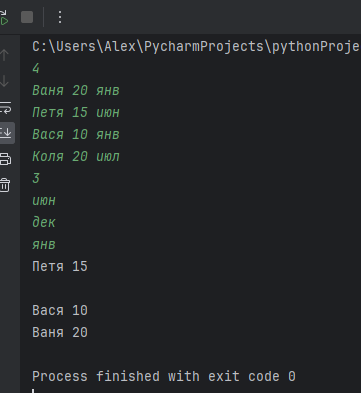 C:\Users\Alex\PycharmProjects\pythonProje
4
Ваня 20 янв
Петя 15 июн
Вася 10 янв
Коля 20 июл
3
июн
дек
янв
Петя 15

Вася 10
Ваня 20

Process finished with exit code 0